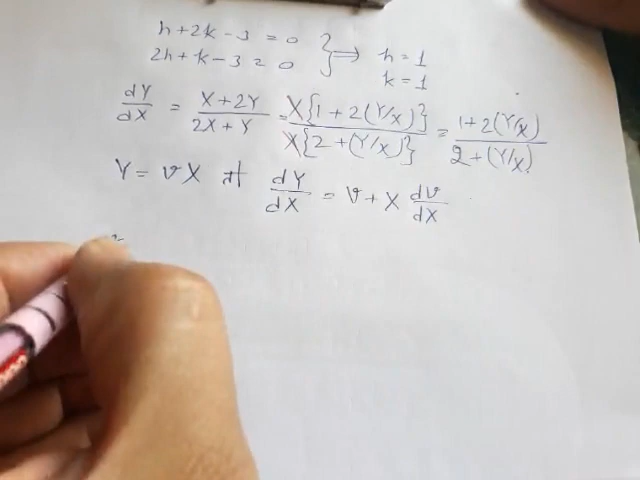 h + 2k - 3 = 0 } ⟹ h = 1
2h + k - 3 = 0 k = 1
dY/dX = X + 2Y / 2X + Y = X{1 + 2(Y/X)} / X{2 + (Y/X)} = 1 + 2(Y/X) / 2 + (Y/X)
Y = vX dY/dX = v + X dv/dX